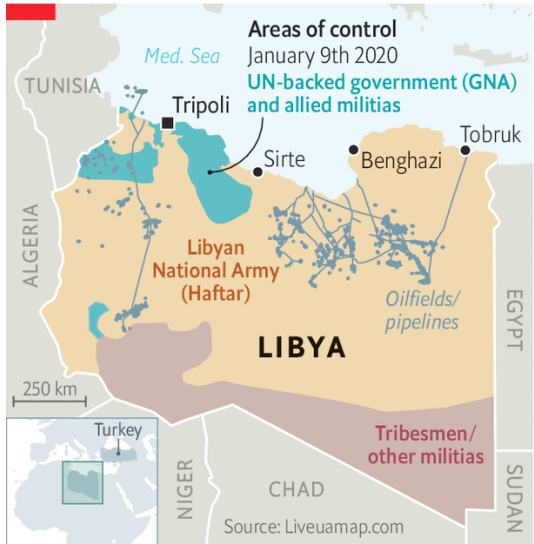 Areas of control
January 9th 2020
UN-backed government (GNA)
and allied militias
Med. Sea
TUNISIA
Tripoli
Sirte
Benghazi
Tobruk
ALGERIA
Libyan
National Army
(Haftar)
Oilfields/
pipelines
EGYPT
LIBYA
250 km
Turkey
Tribesmen/
other militias
NIGER
CHAD
SUDAN
Source: Liveuamap.com